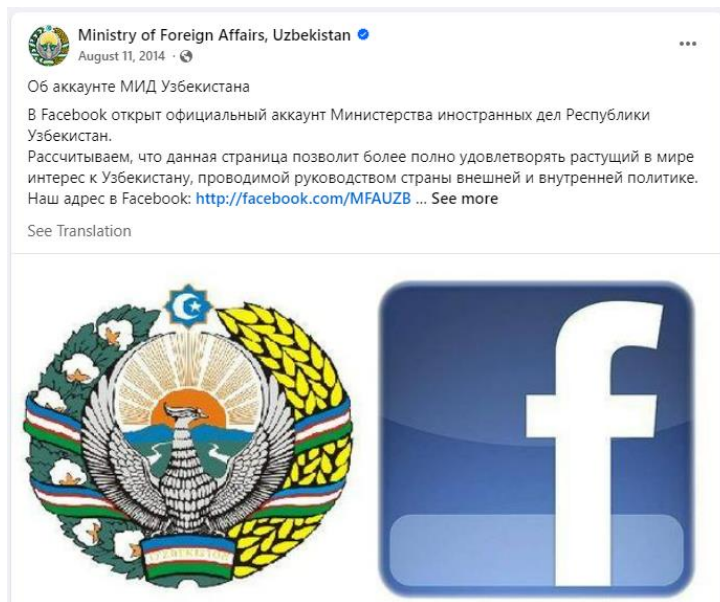 Ministry of Foreign Affairs, Uzbekistan
August 11, 2014 ·
Об аккаунте МИД Узбекистана
В Facebook открыт официальный аккаунт Министерства иностранных дел Республики
Узбекистан.
Рассчитываем, что данная страница позволит более полно удовлетворять растущий в мире
интерес к Узбекистану, проводимой руководством страны внешней и внутренней политике.
Наш адрес в Facebook: http://facebook.com/MFAUZB ... See more
See Translation
f
O'ZBEKISTON